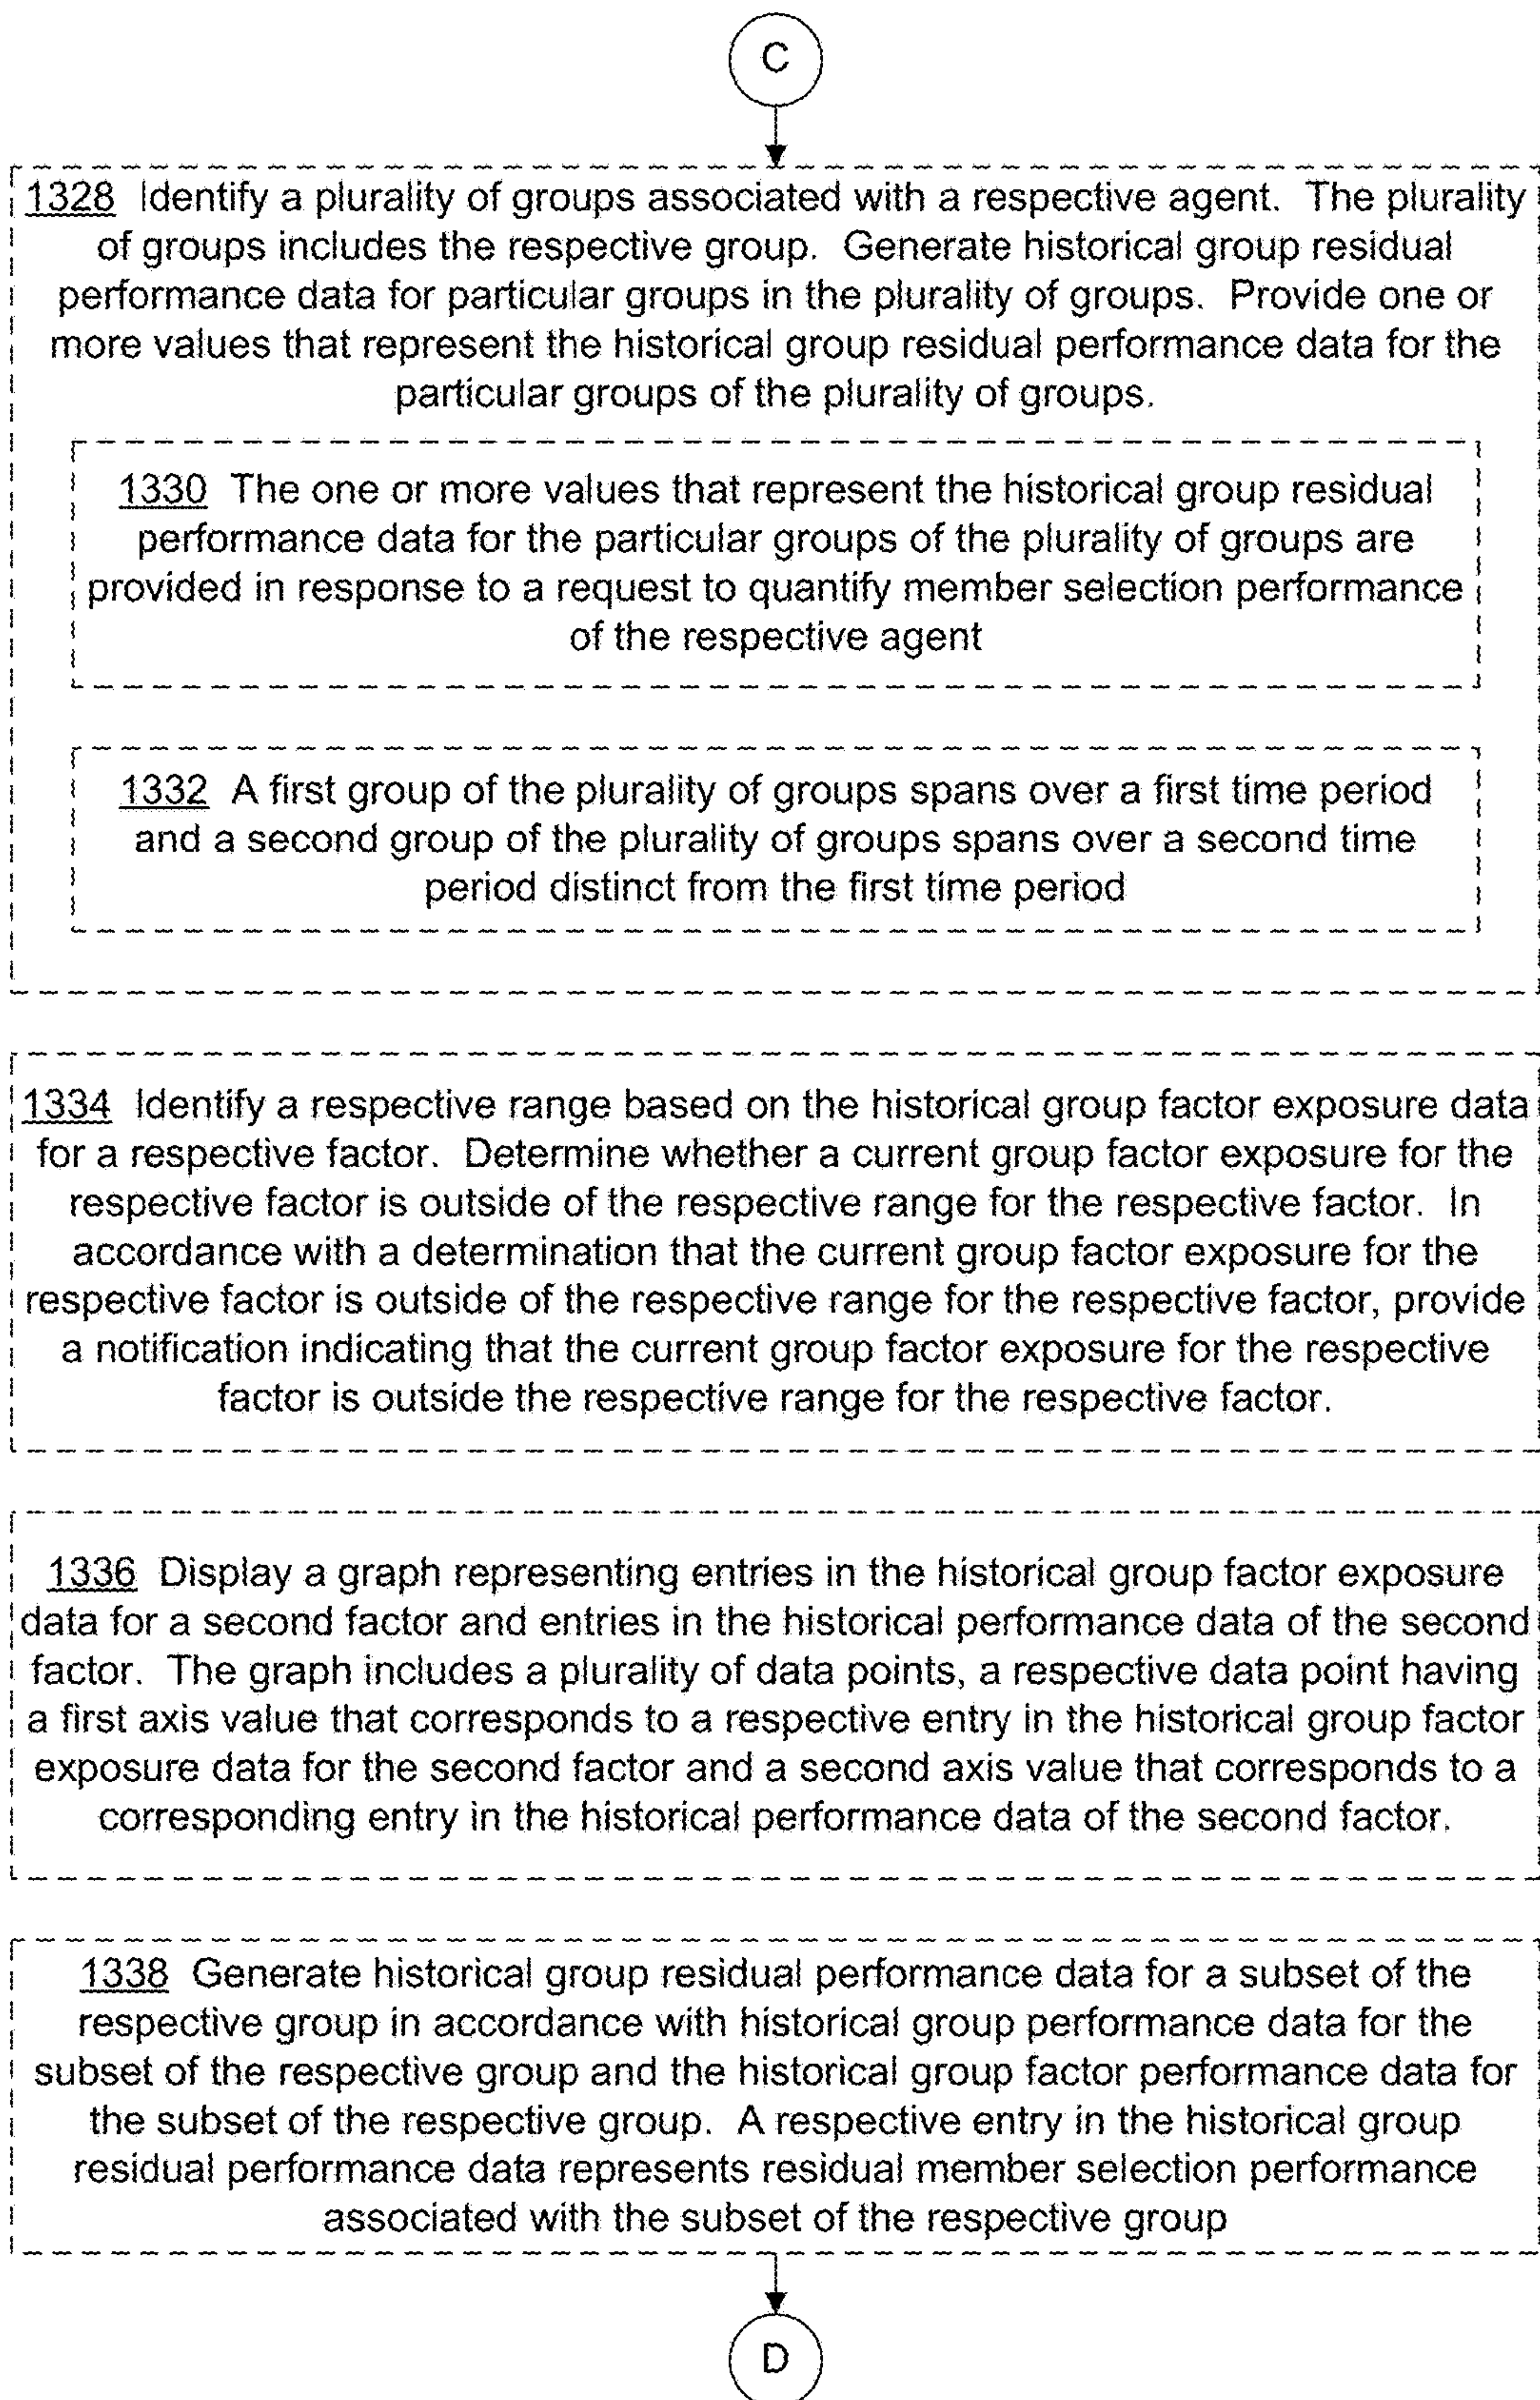 C
1328 Identify a plurality of groups associated with a respective agent. The plurality
of groups includes the respective group. Generate historical group residual
performance data for particular groups in the plurality of groups. Provide one or
more values that represent the historical group residual performance data for the
particular groups of the plurality of groups.
1330 The one or more values that represent the historical group residual
performance data for the particular groups of the plurality of groups are
provided in response to a request to quantify member selection performance
of the respective agent
1332 A first group of the plurality of groups spans over a first time period
and a second group of the plurality of groups spans over a second time
period distinct from the first time period
1334 Identify a respective range based on the historical group factor exposure data
for a respective factor. Determine whether a current group factor exposure for the
respective factor is outside of the respective range for the respective factor. In
accordance with a determination that the current group factor exposure for the
respective factor is outside of the respective range for the respective factor, provide
a notification indicating that the current group factor exposure for the respective
factor is outside the respective range for the respective factor.
1336 Display a graph representing entries in the historical group factor exposure
data for a second factor and entries in the historical performance data of the second
factor. The graph includes a plurality of data points, a respective data point having
a first axis value that corresponds to a respective entry in the historical group factor
exposure data for the second factor and a second axis value that corresponds to a
corresponding entry in the historical performance data of the second factor.
1338 Generate historical group residual performance data for a subset of the
respective group in accordance with historical group performance data for the
subset of the respective group and the historical group factor performance data for
the subset of the respective group. A respective entry in the historical group
residual performance data represents residual member selection performance
associated with the subset of the respective group
D